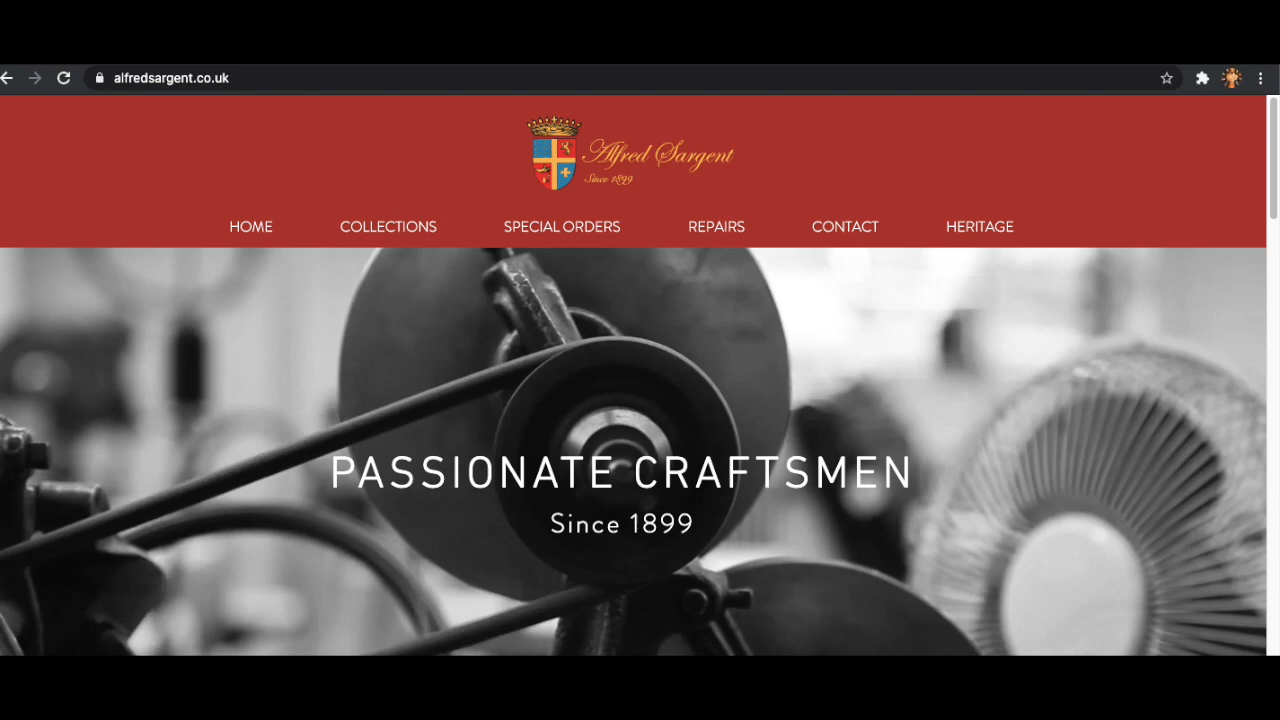 alfredsargent.co.uk
Alfred Sargent
Since 1899
HOME COLLECTIONS SPECIAL ORDERS REPAIRS CONTACT HERITAGE
PASSIONATE CRAFTSMEN
Since 1899